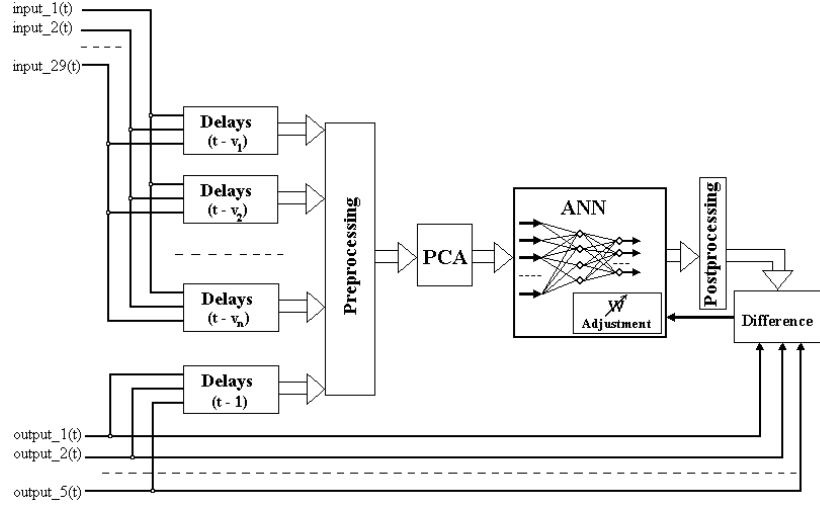 input_1(t)
input_2(t)
input_29(t)
Delays
(t - v1)
Delays
(t - v2)
Delays
(t - vn)
Delays
(t - 1)
Preprocessing
PCA
ANN
W
Adjustment
Postprocessing
Difference
output_1(t)
output_2(t)
output_5(t)